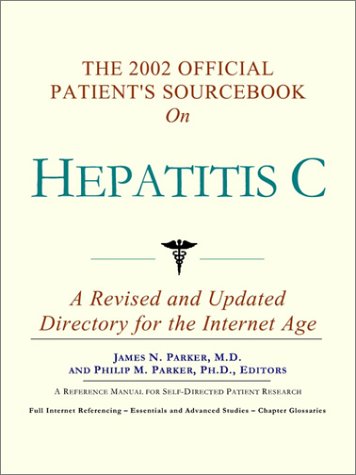 THE 2002 OFFICIAL
PATIENT'S SOURCEBOOK
On
HEPATITIS C
A Revised and Updated
Directory for the Internet Age
JAMES N. PARKER, M.D.
AND PHILIP M. PARKER, PH.D., EDITORS
A REFERENCE MANUAL FOR SELF-DIRECTED PATIENT RESEARCH
Full Internet Referencing – Essentials and Advanced Studies – Chapter Glossaries